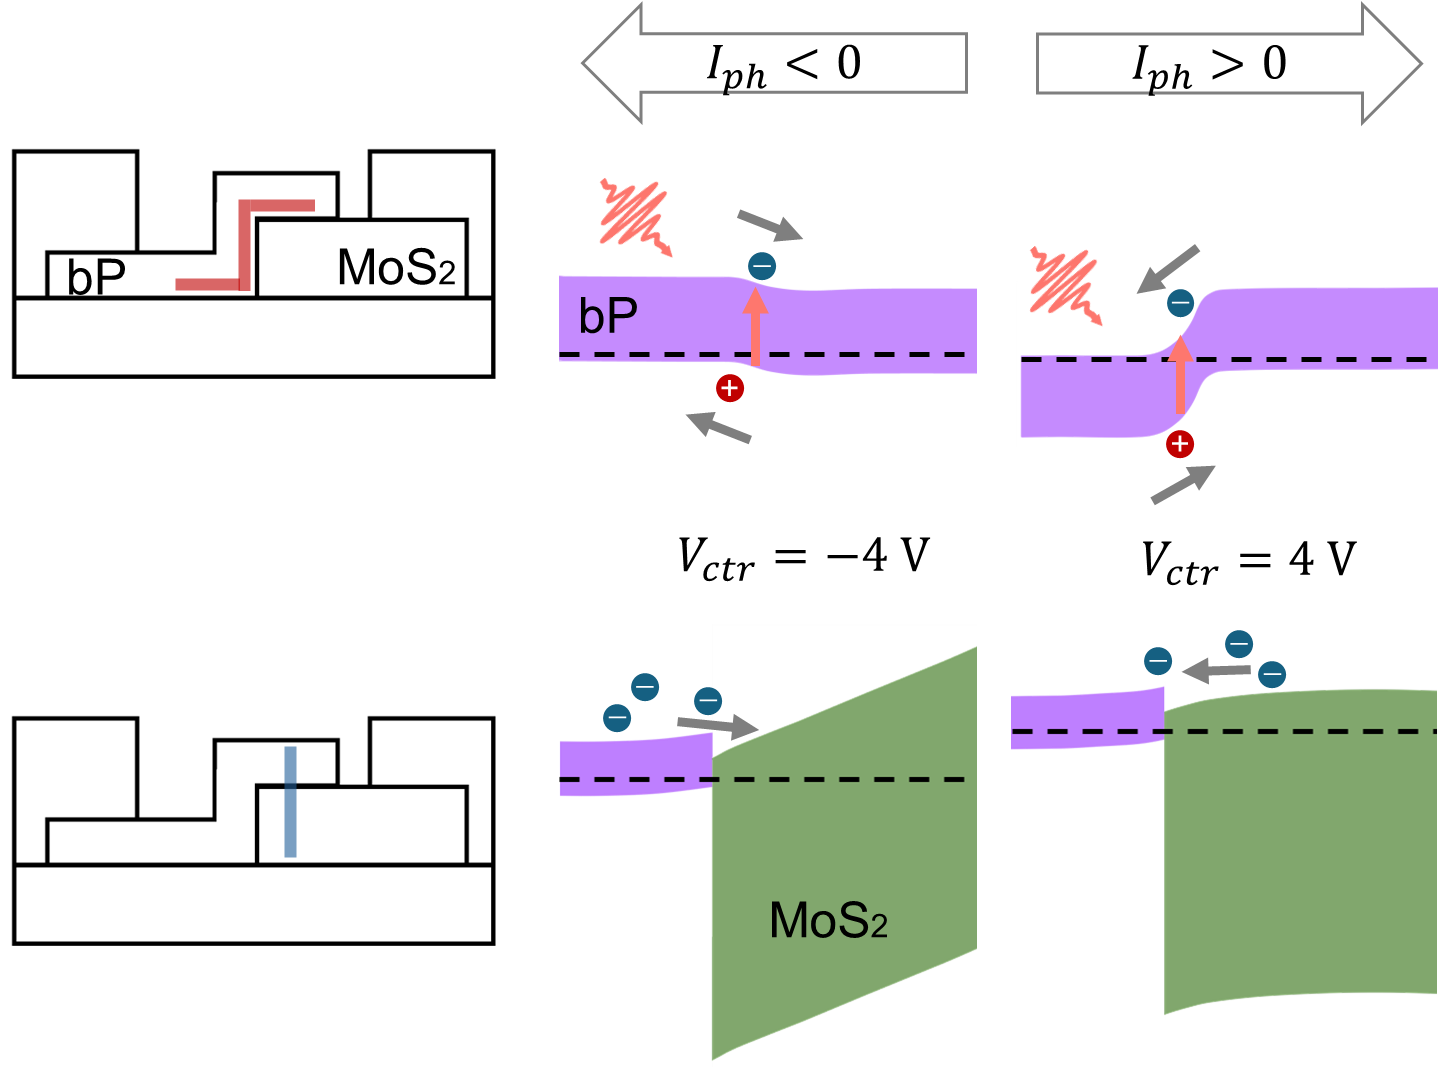 I_ph < 0
I_ph > 0
bP
MoS2
bP
−
+
−
+
V_ctr = −4 V
V_ctr = 4 V
−
−
−
−
−
−
MoS2